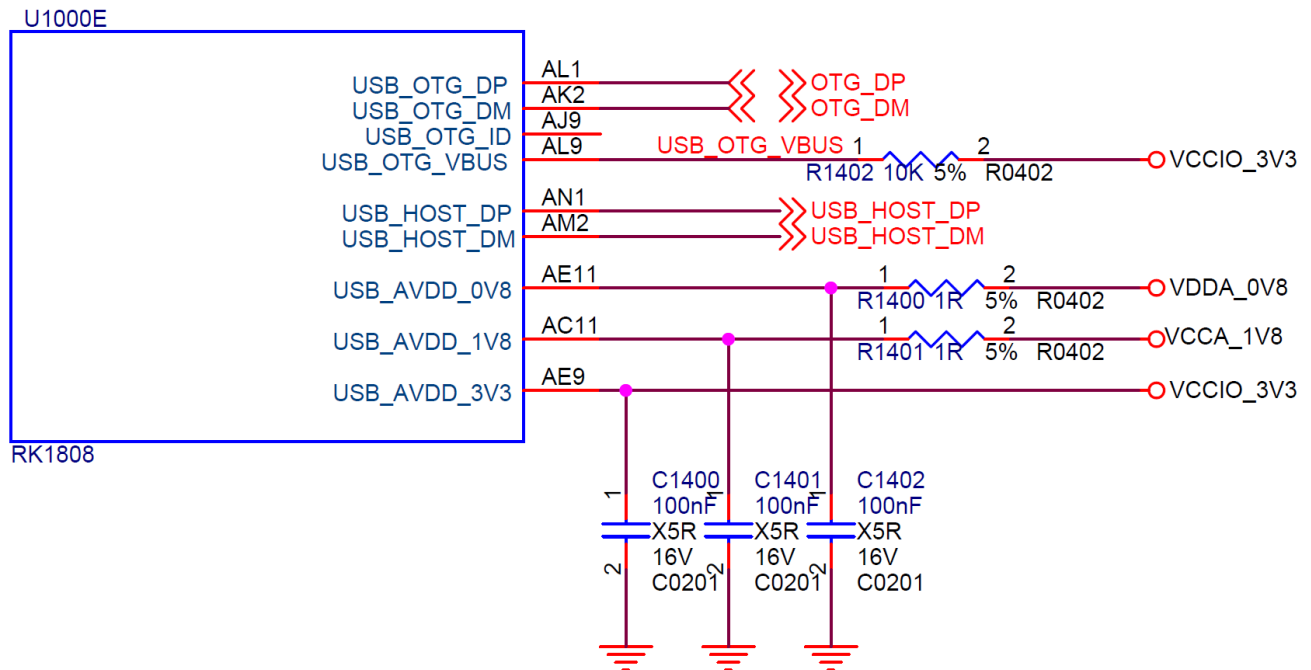 U1000E
USB_OTG_DP AL1 OTG_DP
USB_OTG_DM AK2 OTG_DM
USB_OTG_ID AJ9
USB_OTG_VBUS AL9 USB_OTG_VBUS 1 2 VCCIO_3V3
R1402 10K 5% R0402
USB_HOST_DP AN1 USB_HOST_DP
USB_HOST_DM AM2 USB_HOST_DM
USB_AVDD_0V8 AE11 1 2 VDDA_0V8
R1400 1R 5% R0402
USB_AVDD_1V8 AC11 1 2 VCCA_1V8
R1401 1R 5% R0402
USB_AVDD_3V3 AE9 VCCIO_3V3
RK1808
1 C1400 1 C1401 1 C1402
100nF 100nF 100nF
X5R X5R X5R
16V 16V 16V
2 C0201 2 C0201 2 C0201